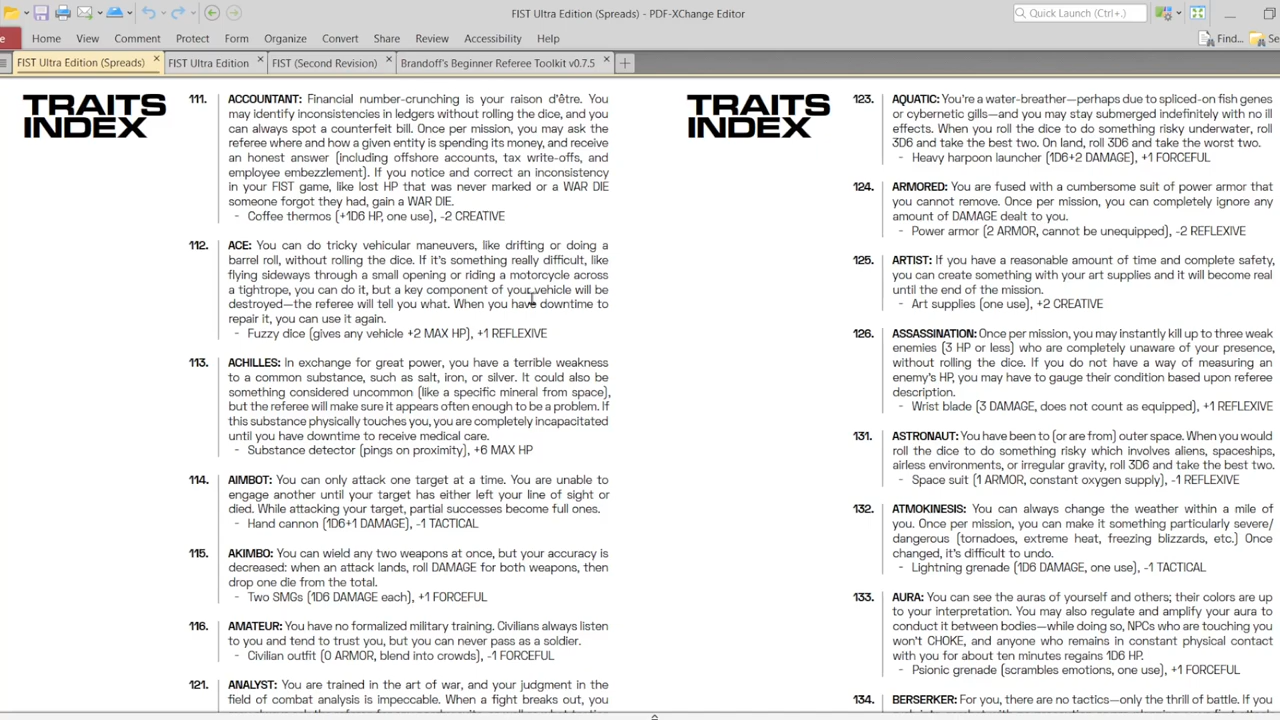 FIST Ultra Edition (Spreads) - PDF-XChange Editor
Quick Launch (Ctrl+.)
Home View Comment Protect Form Organize Convert Share Review Accessibility Help
Find...
FIST Ultra Edition (Spreads) FIST Ultra Edition FIST (Second Revision) Brandoff's Beginner Referee Toolkit v0.7.5
TRAITS
INDEX
111. ACCOUNTANT: Financial number-crunching is your raison d'être. You
may identify inconsistencies in ledgers without rolling the dice, and you
can always spot a counterfeit bill. Once per mission, you may ask the
referee where and how a given entity is spending its money, and receive
an honest answer (including offshore accounts, tax write-offs, and
employee embezzlement). If you notice and correct an inconsistency
in your FIST game, like lost HP that was never marked or a WAR DIE
someone forgot they had, gain a WAR DIE.
- Coffee thermos (+1D6 HP, one use), -2 CREATIVE
112. ACE: You can do tricky vehicular maneuvers, like drifting or doing a
barrel roll, without rolling the dice. If it's something really difficult, like
flying sideways through a small opening or riding a motorcycle across
a tightrope, you can do it, but a key component of your vehicle will be
destroyed—the referee will tell you what. When you have downtime to
repair it, you can use it again.
- Fuzzy dice (gives any vehicle +2 MAX HP), +1 REFLEXIVE
113. ACHILLES: In exchange for great power, you have a terrible weakness
to a common substance, such as salt, iron, or silver. It could also be
something considered uncommon (like a specific mineral from space),
but the referee will make sure it appears often enough to be a problem. If
this substance physically touches you, you are completely incapacitated
until you have downtime to receive medical care.
- Substance detector (pings on proximity), +6 MAX HP
114. AIMBOT: You can only attack one target at a time. You are unable to
engage another until your target has either left your line of sight or
died. While attacking your target, partial successes become full ones.
- Hand cannon (1D6+1 DAMAGE), -1 TACTICAL
115. AKIMBO: You can wield any two weapons at once, but your accuracy is
decreased: when an attack lands, roll DAMAGE for both weapons, then
drop one die from the total.
- Two SMGs (1D6 DAMAGE each), +1 FORCEFUL
116. AMATEUR: You have no formalized military training. Civilians always listen
to you and tend to trust you, but you can never pass as a soldier.
- Civilian outfit (0 ARMOR, blend into crowds), -1 FORCEFUL
121. ANALYST: You are trained in the art of war, and your judgment in the
field of combat analysis is impeccable. When a fight breaks out, you
TRAITS
INDEX
123. AQUATIC: You're a water-breather—perhaps due to spliced-on fish genes
or cybernetic gills—and you may stay submerged indefinitely with no ill
effects. When you roll the dice to do something risky underwater, roll
3D6 and take the best two. On land, roll 3D6 and take the worst two.
- Heavy harpoon launcher (1D6+2 DAMAGE), +1 FORCEFUL
124. ARMORED: You are fused with a cumbersome suit of power armor that
you cannot remove. Once per mission, you can completely ignore any
amount of DAMAGE dealt to you.
- Power armor (2 ARMOR, cannot be unequipped), -2 REFLEXIVE
125. ARTIST: If you have a reasonable amount of time and complete safety,
you can create something with your art supplies and it will become real
until the end of the mission.
- Art supplies (one use), +2 CREATIVE
126. ASSASSINATION: Once per mission, you may instantly kill up to three weak
enemies (3 HP or less) who are completely unaware of your presence,
without rolling the dice. If you do not have a way of measuring an
enemy's HP, you may have to gauge their condition based upon referee
description.
- Wrist blade (3 DAMAGE, does not count as equipped), +1 REFLEXIVE
131. ASTRONAUT: You have been to (or are from) outer space. When you would
roll the dice to do something risky which involves aliens, spaceships,
airless environments, or irregular gravity, roll 3D6 and take the best two.
- Space suit (1 ARMOR, constant oxygen supply), -1 REFLEXIVE
132. ATMOKINESIS: You can always change the weather within a mile of
you. Once per mission, you can make it something particularly severe/
dangerous (tornadoes, extreme heat, freezing blizzards, etc.) Once
changed, it's difficult to undo.
- Lightning grenade (1D6 DAMAGE, one use), -1 TACTICAL
133. AURA: You can see the auras of yourself and others; their colors are up
to your interpretation. You may also regulate and amplify your aura to
conduct it between bodies—while doing so, NPCs who are touching you
won't CHOKE, and anyone who remains in constant physical contact
with you for about ten minutes regains 1D6 HP.
- Psionic grenade (scrambles emotions, one use), +1 FORCEFUL
134. BERSERKER: For you, there are no tactics—only the thrill of battle. If you